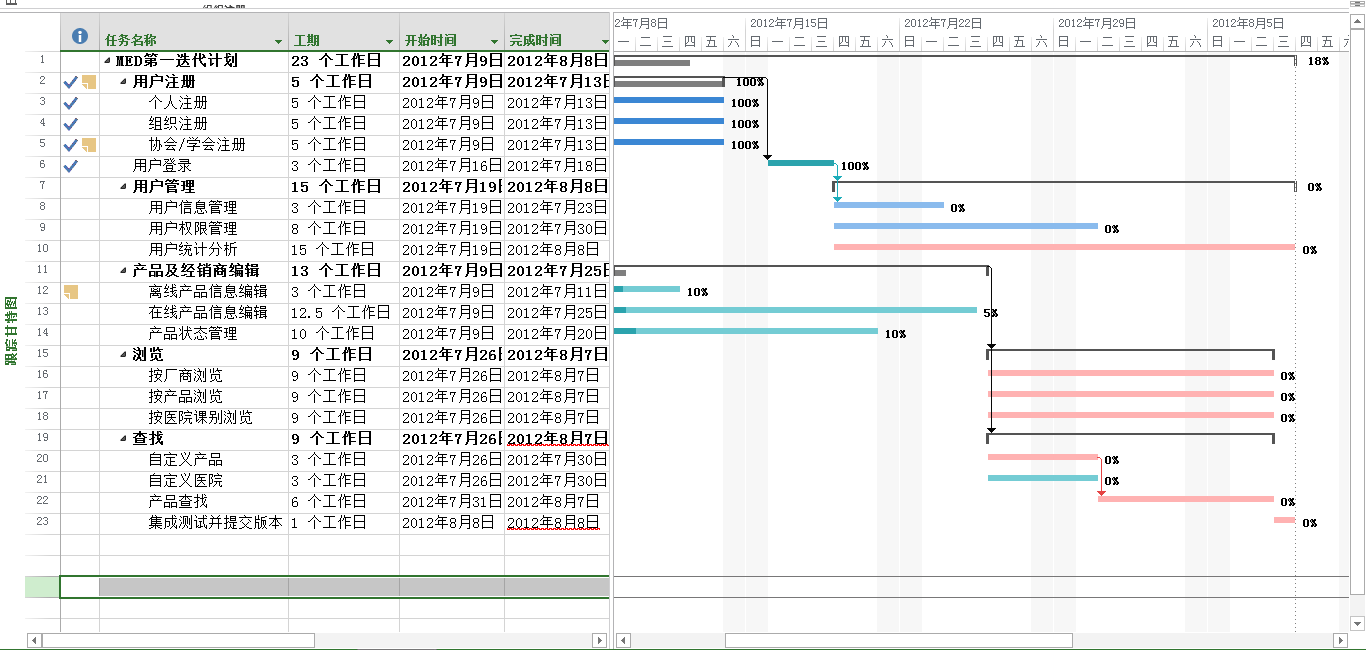 2年7月8日 2012年7月15日 2012年7月22日 2012年7月29日 2012年8月5日
任务名称 工期 开始时间 完成时间 一 二 三 四 五 六 日 一 二 三 四 五 六 日 一 二 三 四 五 六 日 一 二 三 四 五 六 日 一 二 三 四 五
1 MED第一迭代计划 23 个工作日 2012年7月9日 2012年8月8日 18%
2 用户注册 5 个工作日 2012年7月9日 2012年7月13日 100%
3 个人注册 5 个工作日 2012年7月9日 2012年7月13日 100%
4 组织注册 5 个工作日 2012年7月9日 2012年7月13日 100%
5 协会/学会注册 5 个工作日 2012年7月9日 2012年7月13日 100%
6 用户登录 3 个工作日 2012年7月16日 2012年7月18日 100%
7 用户管理 15 个工作日 2012年7月19日 2012年8月8日 0%
8 用户信息管理 3 个工作日 2012年7月19日 2012年7月23日 0%
9 用户权限管理 8 个工作日 2012年7月19日 2012年7月30日 0%
10 用户统计分析 15 个工作日 2012年7月19日 2012年8月8日 0%
11 产品及经销商编辑 13 个工作日 2012年7月9日 2012年7月25日
12 离线产品信息编辑 3 个工作日 2012年7月9日 2012年7月11日 10%
13 在线产品信息编辑 12.5 个工作日 2012年7月9日 2012年7月25日 5%
14 产品状态管理 10 个工作日 2012年7月9日 2012年7月20日 10%
15 浏览 9 个工作日 2012年7月26日 2012年8月7日
16 按厂商浏览 9 个工作日 2012年7月26日 2012年8月7日 0%
17 按产品浏览 9 个工作日 2012年7月26日 2012年8月7日 0%
18 按医院课别浏览 9 个工作日 2012年7月26日 2012年8月7日 0%
19 查找 9 个工作日 2012年7月26日 2012年8月7日
20 自定义产品 3 个工作日 2012年7月26日 2012年7月30日 0%
21 自定义医院 3 个工作日 2012年7月26日 2012年7月30日 0%
22 产品查找 6 个工作日 2012年7月31日 2012年8月7日 0%
23 集成测试并提交版本 1 个工作日 2012年8月8日 2012年8月8日 0%
跟踪甘特图